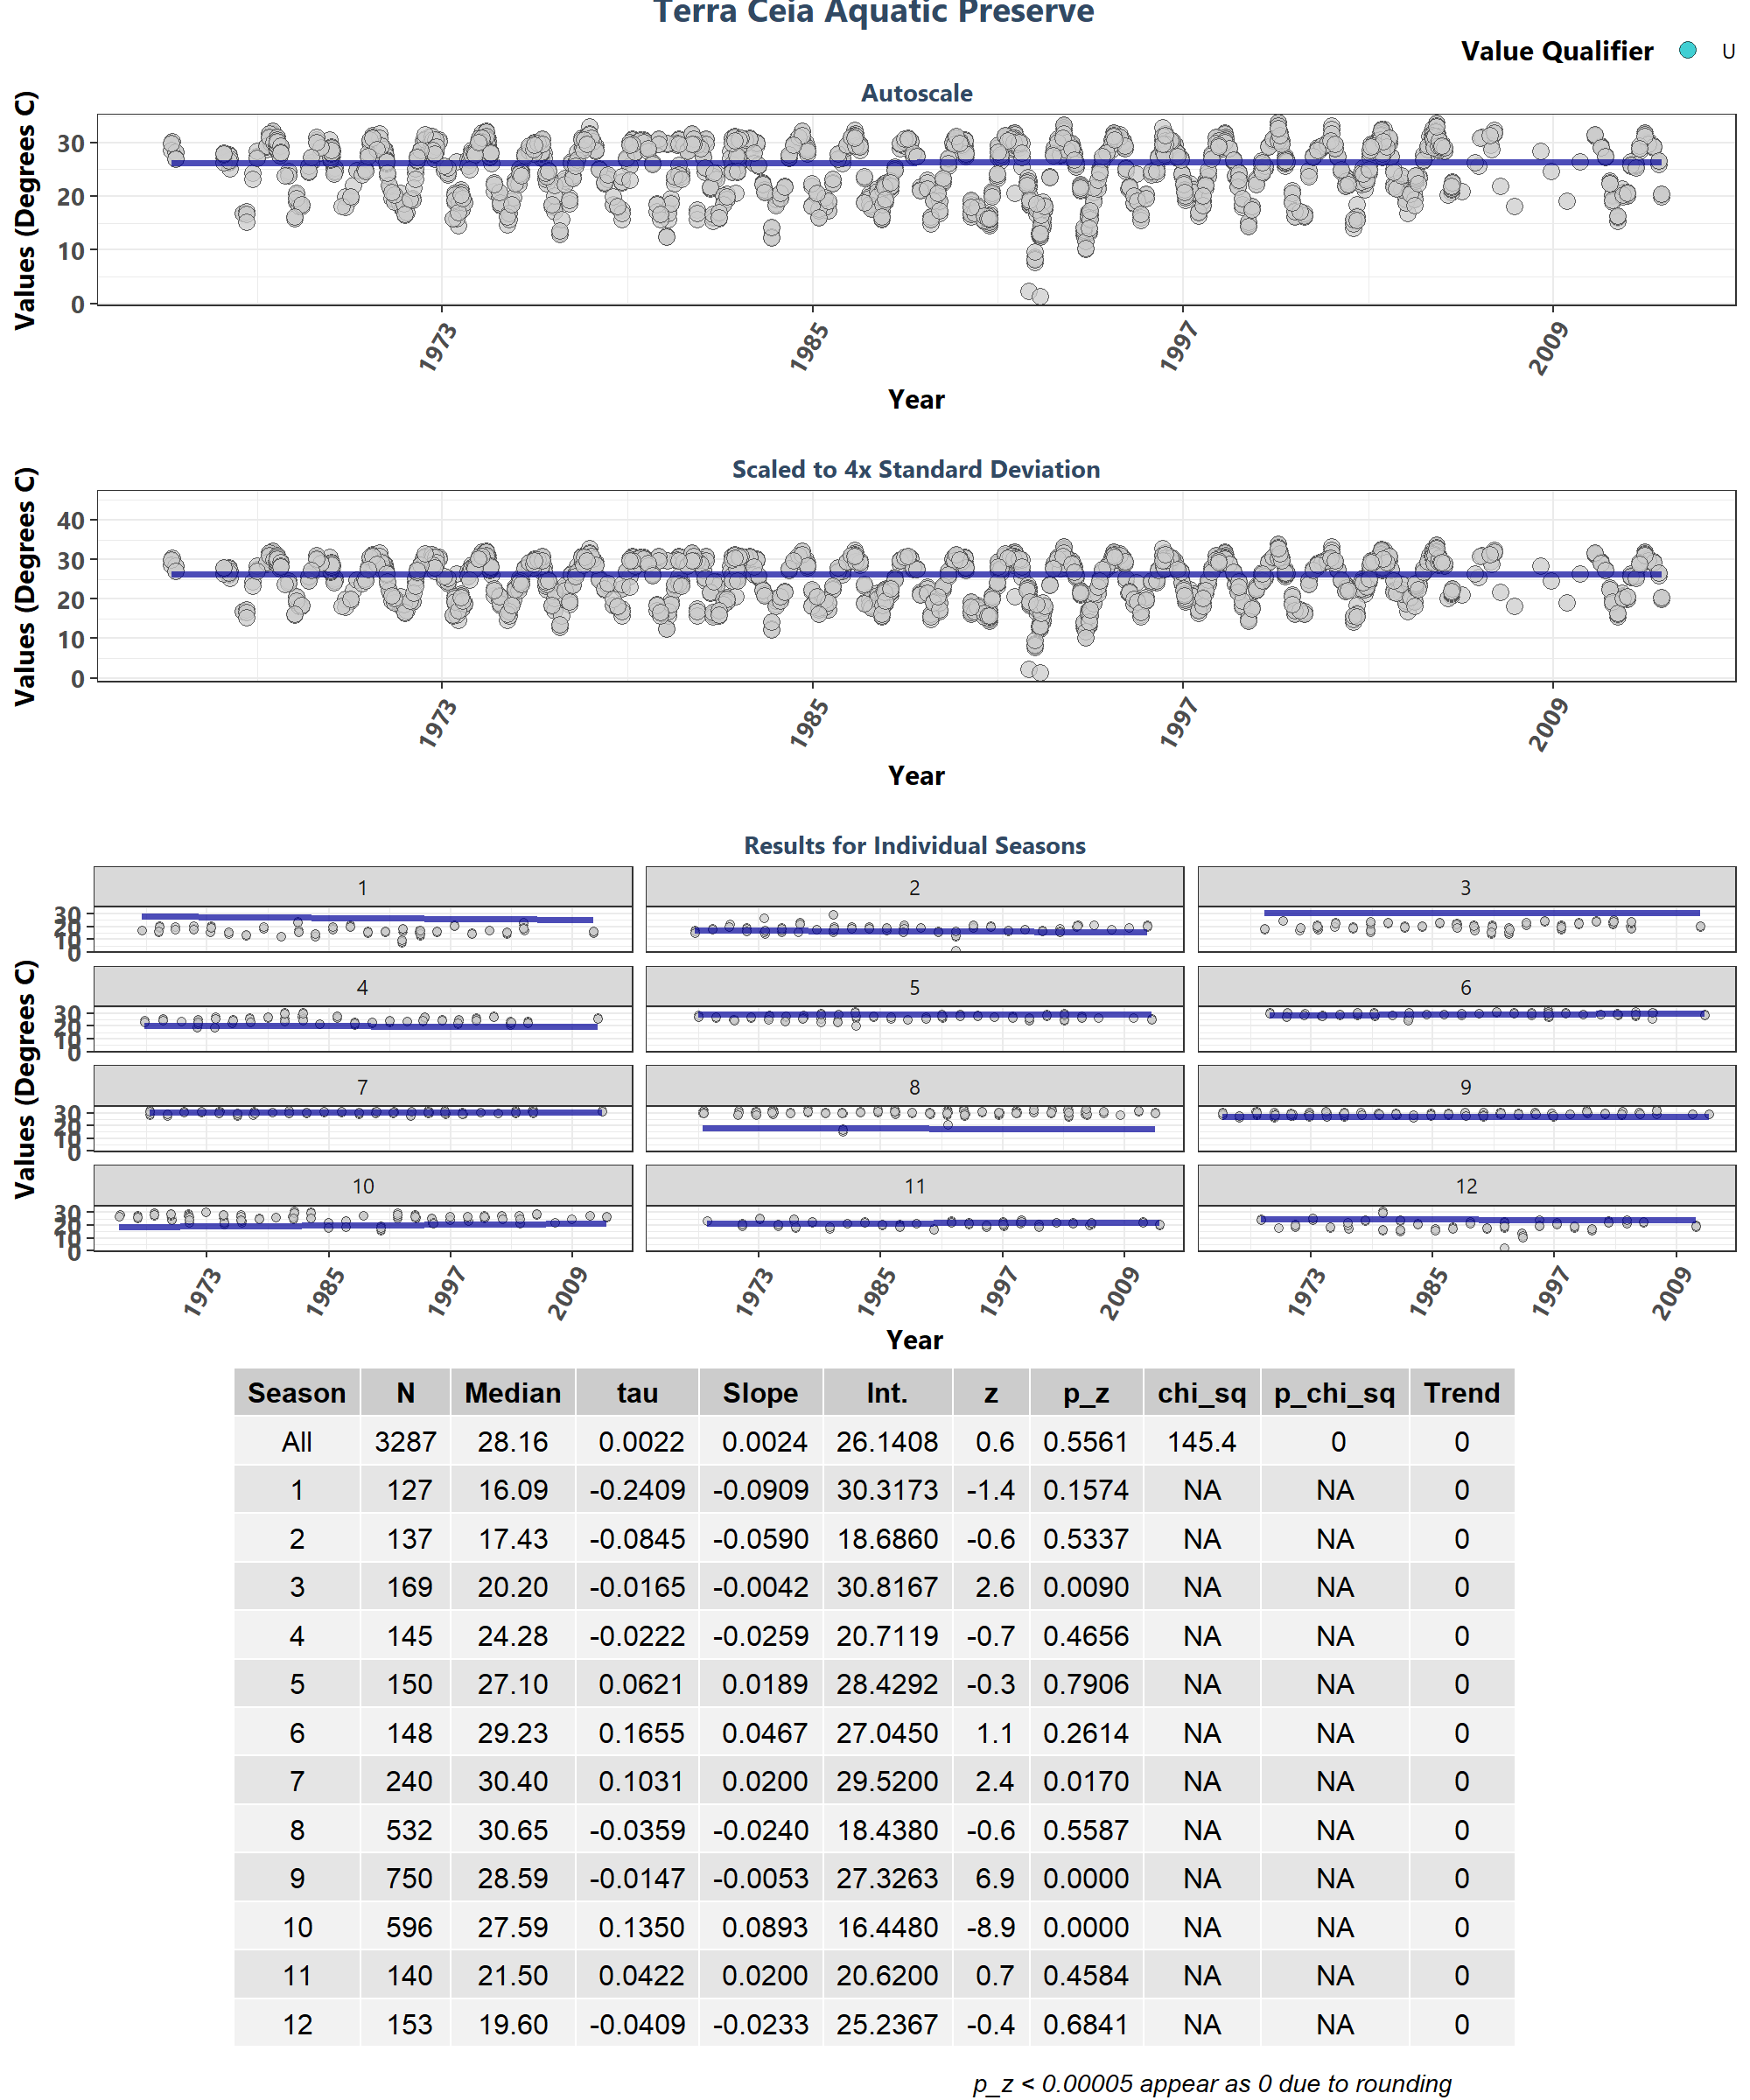 Terra Ceia Aquatic Preserve
Value Qualifier U
Autoscale
Values (Degrees C)
30
20
10
0
1973 1985 1997 2009
Year
Scaled to 4x Standard Deviation
Values (Degrees C)
40
30
20
10
0
1973 1985 1997 2009
Year
Results for Individual Seasons
Values (Degrees C)
1 2 3
30
20
10
0
4 5 6
30
20
10
0
7 8 9
30
20
10
0
10 11 12
30
20
10
0
1973 1985 1997 2009 1973 1985 1997 2009 1973 1985 1997 2009
Year
Season N Median tau Slope Int. z p_z chi_sq p_chi_sq Trend
All 3287 28.16 0.0022 0.0024 26.1408 0.6 0.5561 145.4 0 0
1 127 16.09 -0.2409 -0.0909 30.3173 -1.4 0.1574 NA NA 0
2 137 17.43 -0.0845 -0.0590 18.6860 -0.6 0.5337 NA NA 0
3 169 20.20 -0.0165 -0.0042 30.8167 2.6 0.0090 NA NA 0
4 145 24.28 -0.0222 -0.0259 20.7119 -0.7 0.4656 NA NA 0
5 150 27.10 0.0621 0.0189 28.4292 -0.3 0.7906 NA NA 0
6 148 29.23 0.1655 0.0467 27.0450 1.1 0.2614 NA NA 0
7 240 30.40 0.1031 0.0200 29.5200 2.4 0.0170 NA NA 0
8 532 30.65 -0.0359 -0.0240 18.4380 -0.6 0.5587 NA NA 0
9 750 28.59 -0.0147 -0.0053 27.3263 6.9 0.0000 NA NA 0
10 596 27.59 0.1350 0.0893 16.4480 -8.9 0.0000 NA NA 0
11 140 21.50 0.0422 0.0200 20.6200 0.7 0.4584 NA NA 0
12 153 19.60 -0.0409 -0.0233 25.2367 -0.4 0.6841 NA NA 0
p_z < 0.00005 appear as 0 due to rounding